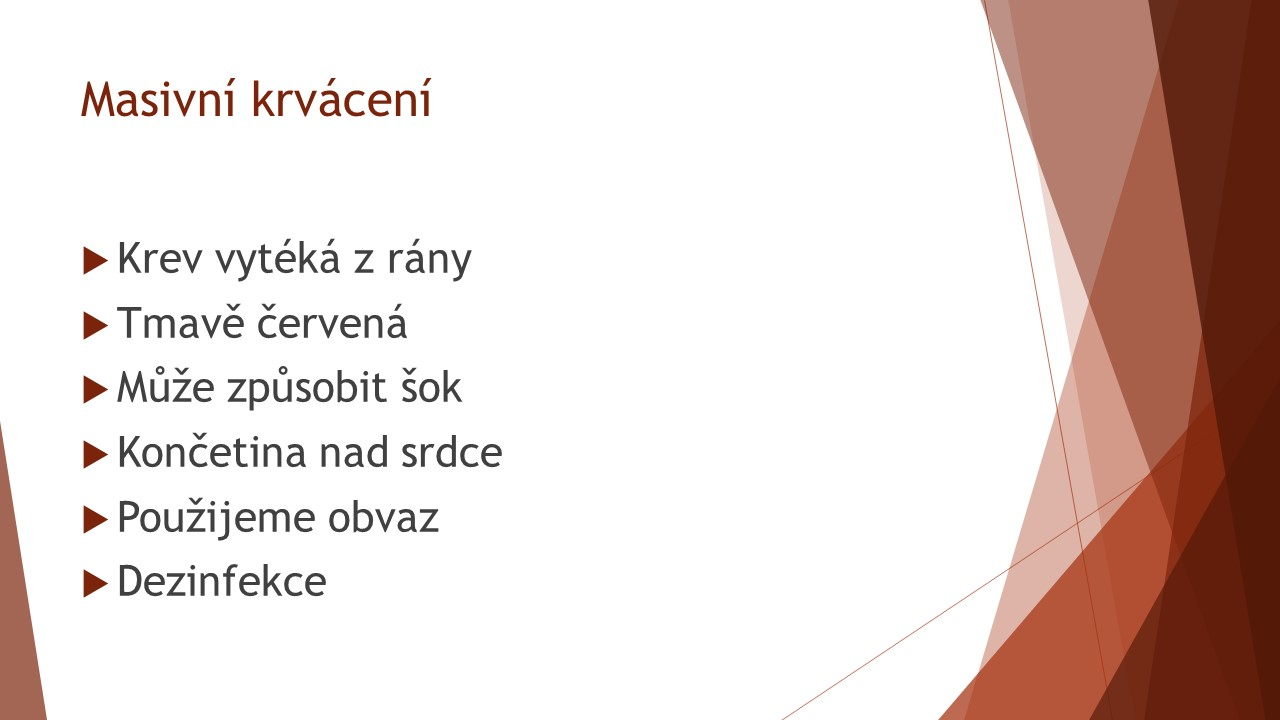 Masivní krvácení
Krev vytéká z rány
Tmavě červená
Může způsobit šok
Končetina nad srdce
Použijeme obvaz
Dezinfekce